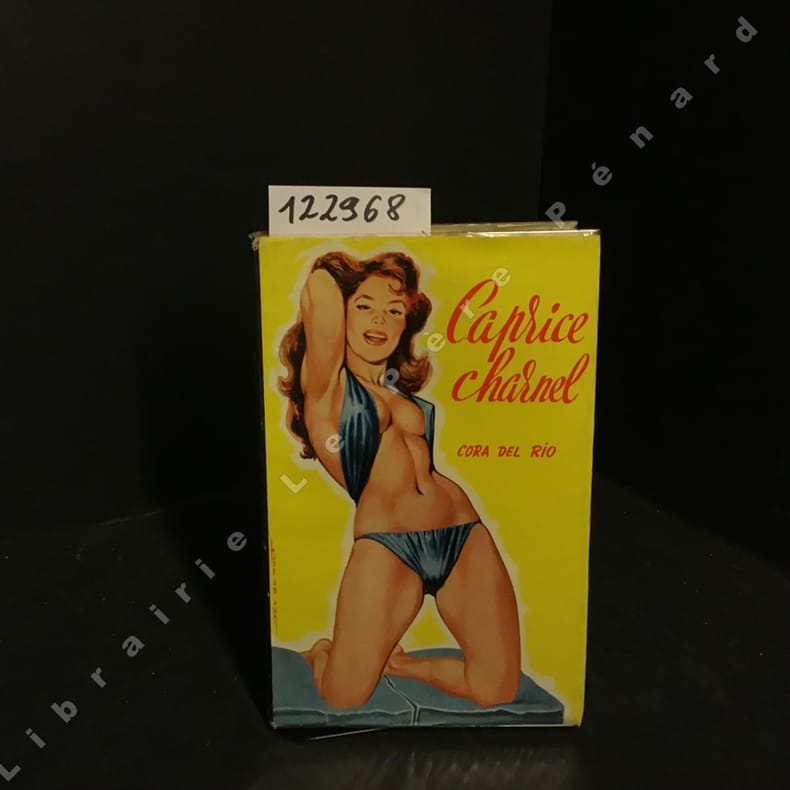 122968
Caprice
charnel
CORA DEL RÍO
Librairie Le Père Pénard